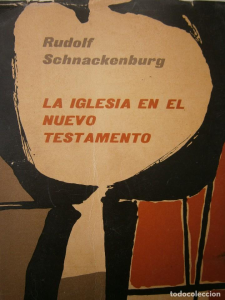 Rudolf
Schnackenburg
LA IGLESIA EN EL
NUEVO
TESTAMENTO
todocoleccion